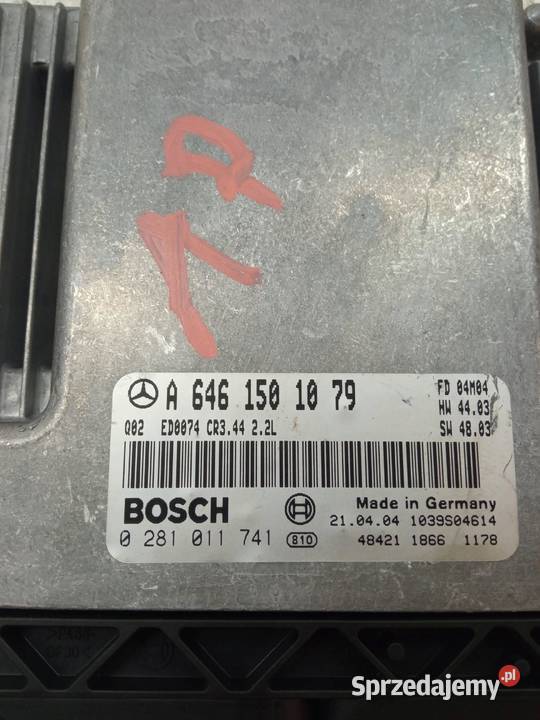 A 646 150 10 79
FD 04M04
HW 44.03
Q02 ED0074 CR3.44 2.2L
SW 48.03
BOSCH
Made in Germany
21.04.04 1039S04614
0 281 011 741 810
48421 1866 1178
Sprzedajemy.pl